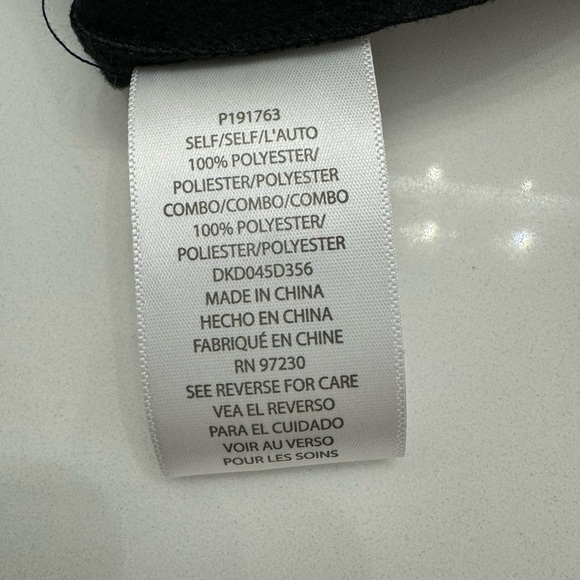 P191763
SELF/SELF/L'AUTO
100% POLYESTER/
POLIESTER/POLYESTER
COMBO/COMBO/COMBO
100% POLYESTER/
POLIESTER/POLYESTER
DKD045D356
MADE IN CHINA
HECHO EN CHINA
FABRIQUÉ EN CHINE
RN 97230
SEE REVERSE FOR CARE
VEA EL REVERSO
PARA EL CUIDADO
VOIR AU VERSO
POUR LES SOINS